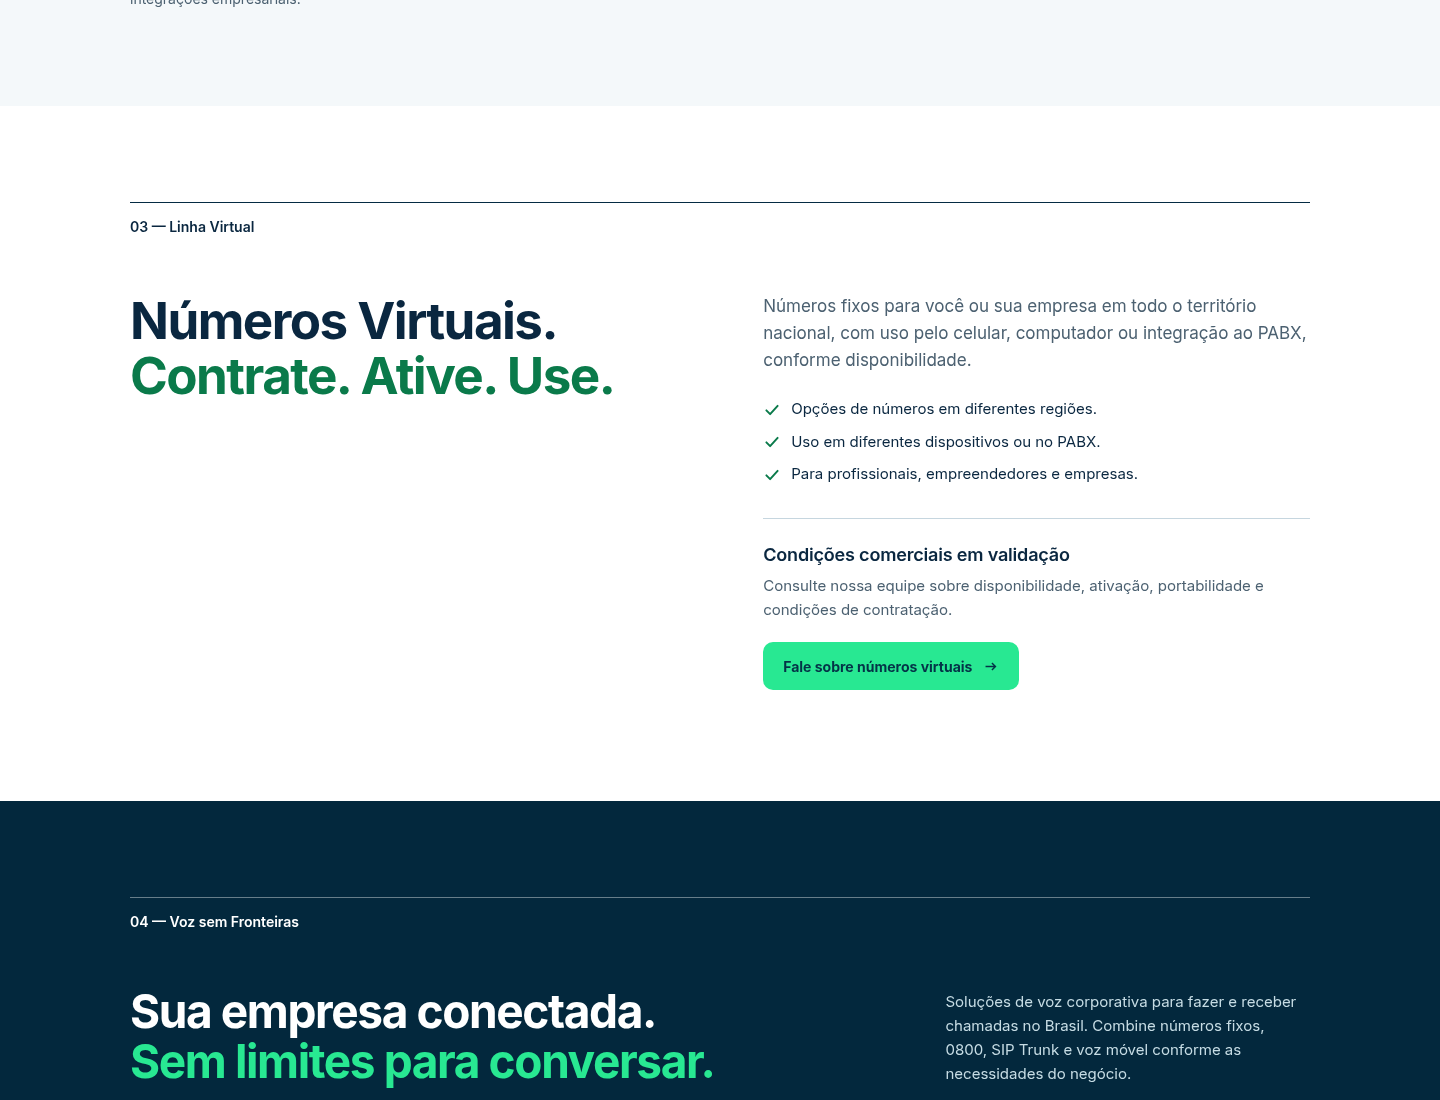 integrações empresariais.
03 — Linha Virtual
Números Virtuais.
Contrate. Ative. Use.
Números fixos para você ou sua empresa em todo o território
nacional, com uso pelo celular, computador ou integração ao PABX,
conforme disponibilidade.
Opções de números em diferentes regiões.
Uso em diferentes dispositivos ou no PABX.
Para profissionais, empreendedores e empresas.
Condições comerciais em validação
Consulte nossa equipe sobre disponibilidade, ativação, portabilidade e
condições de contratação.
Fale sobre números virtuais →
04 — Voz sem Fronteiras
Sua empresa conectada.
Sem limites para conversar.
Soluções de voz corporativa para fazer e receber
chamadas no Brasil. Combine números fixos,
0800, SIP Trunk e voz móvel conforme as
necessidades do negócio.